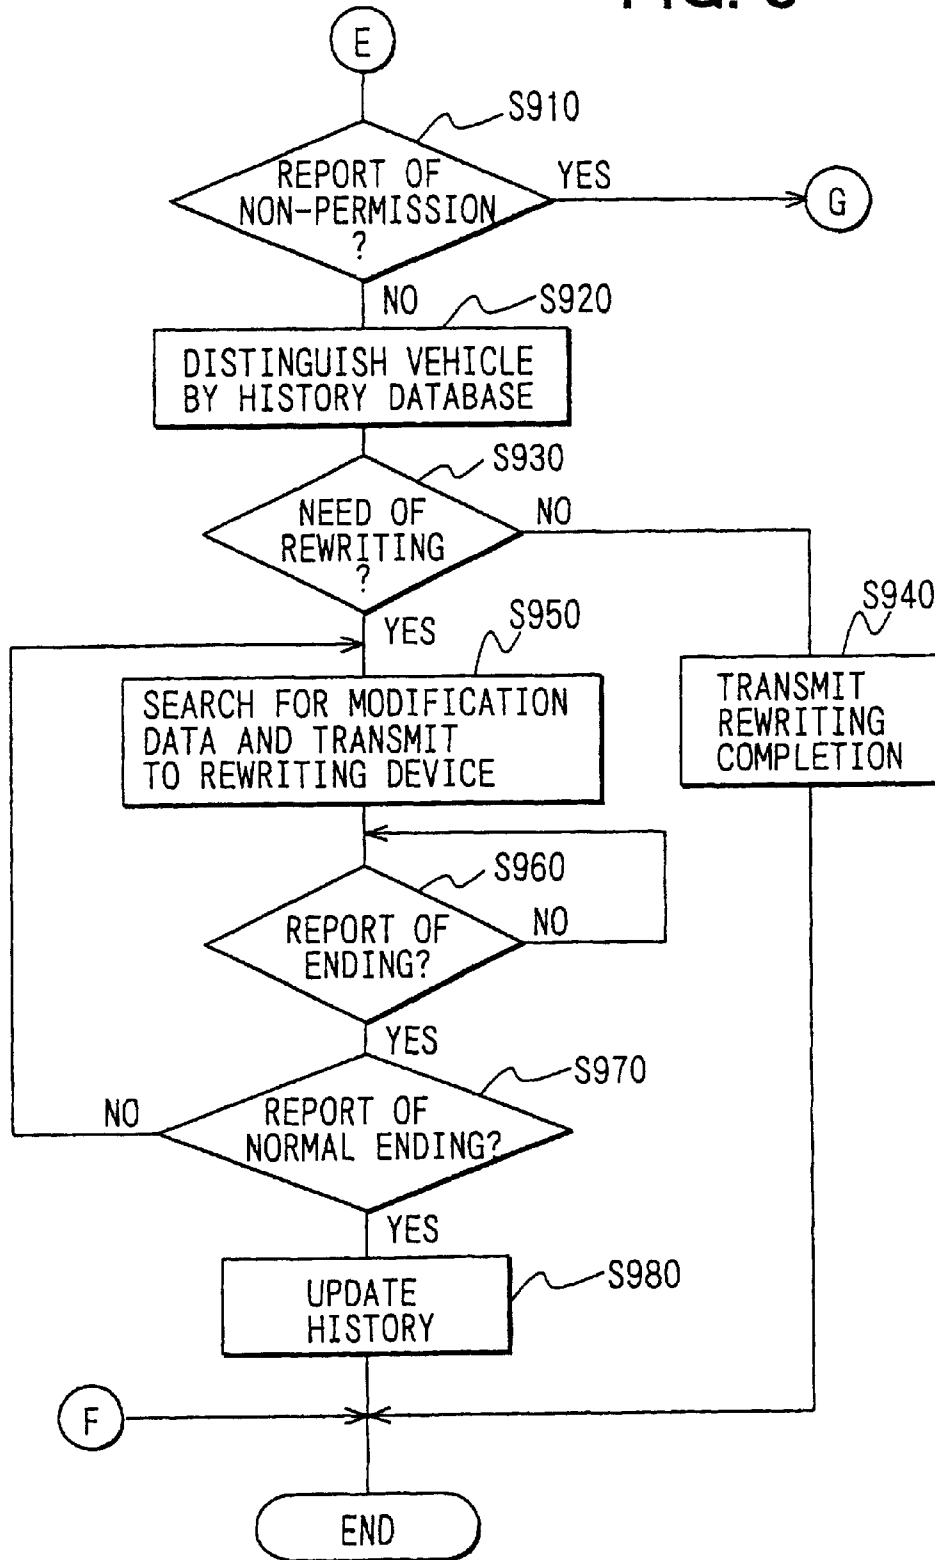 E
S910
REPORT OF
NON-PERMISSION
?
YES
G
NO
S920
DISTINGUISH VEHICLE
BY HISTORY DATABASE
S930
NEED OF
REWRITING
?
NO
YES
S950
S940
SEARCH FOR MODIFICATION
DATA AND TRANSMIT
TO REWRITING DEVICE
TRANSMIT
REWRITING
COMPLETION
S960
REPORT OF
ENDING?
NO
YES
S970
NO
REPORT OF
NORMAL ENDING?
YES
S980
UPDATE
HISTORY
F
END